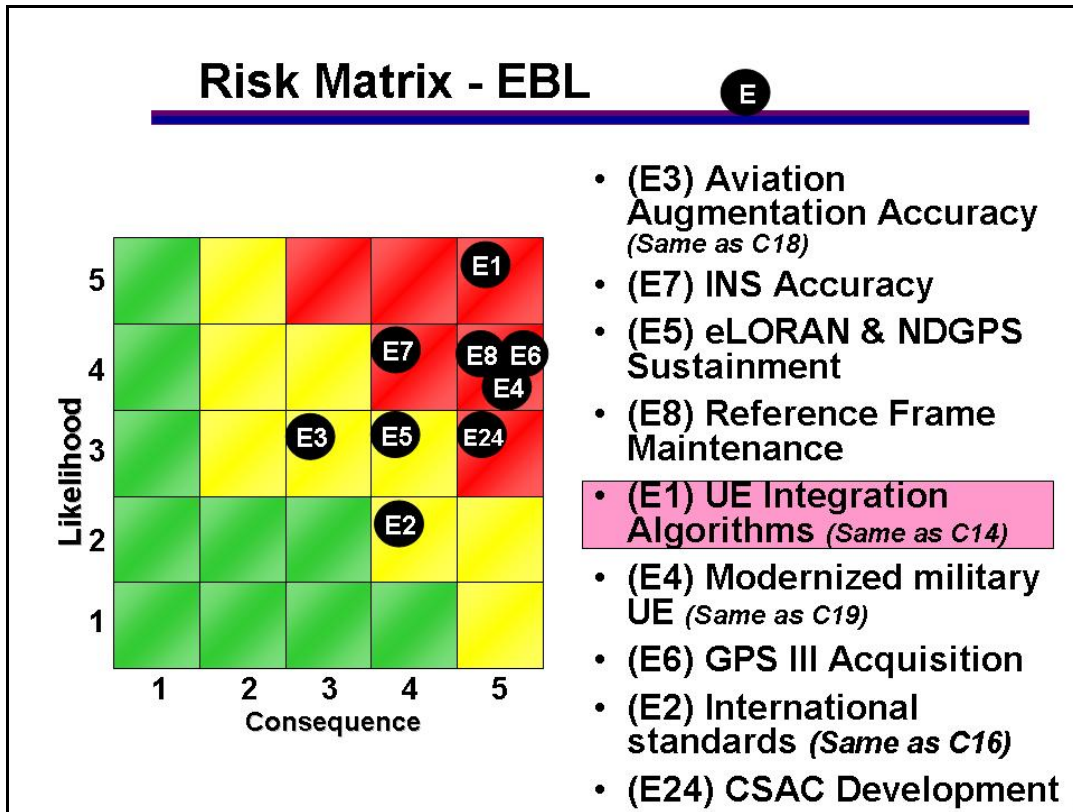 Risk Matrix - EBL
E
5
4
3
2
1
Likelihood
E1
E7
E8
E6
E4
E3
E5
E24
E2
1
2
3
4
5
Consequence
• (E3) Aviation
Augmentation Accuracy
(Same as C18)
• (E7) INS Accuracy
• (E5) eLORAN & NDGPS
Sustainment
• (E8) Reference Frame
Maintenance
• (E1) UE Integration
Algorithms (Same as C14)
• (E4) Modernized military
UE (Same as C19)
• (E6) GPS III Acquisition
• (E2) International
standards (Same as C16)
• (E24) CSAC Development